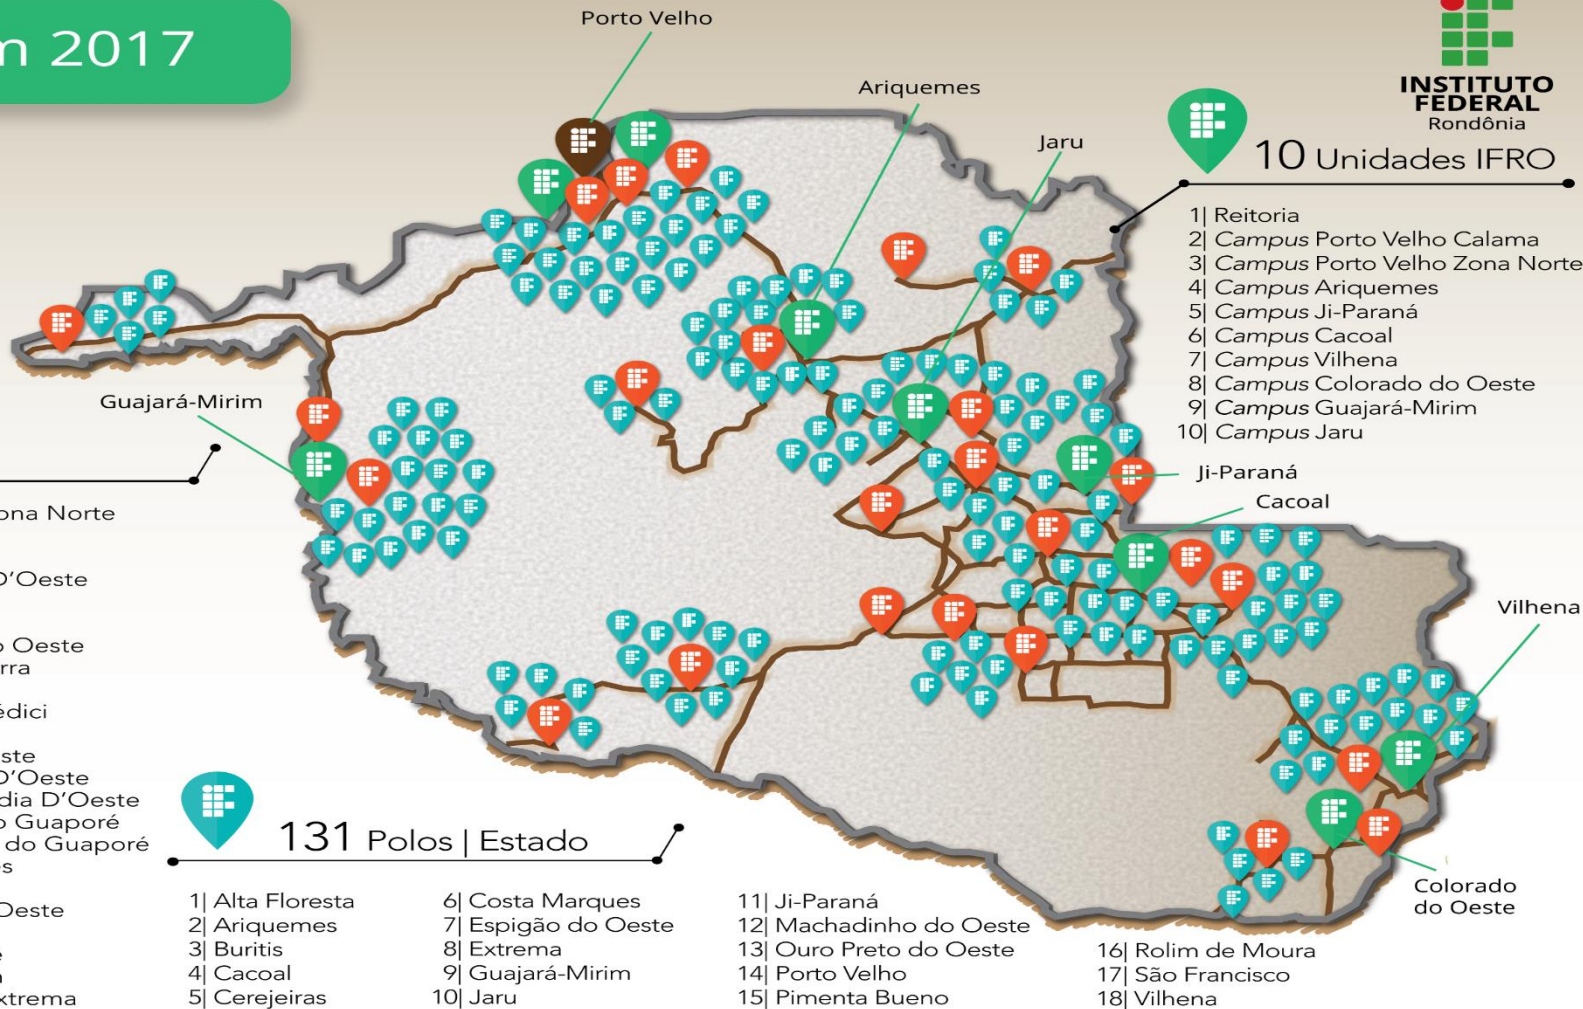 m 2017
Porto Velho
Ariquemes
Jaru
INSTITUTO
FEDERAL
Rondônia
10 Unidades IFRO
1| Reitoria
2| Campus Porto Velho Calama
3| Campus Porto Velho Zona Norte
4| Campus Ariquemes
5| Campus Ji-Paraná
6| Campus Cacoal
7| Campus Vilhena
8| Campus Colorado do Oeste
9| Campus Guajará-Mirim
10| Campus Jaru
Guajará-Mirim
Ji-Paraná
Cacoal
Vilhena
Colorado
do Oeste
ona Norte
D'Oeste
o Oeste
rra
édici
ste
D'Oeste
dia D'Oeste
o Guaporé
do Guaporé
s
Oeste
e
a
xtrema
131 Polos | Estado
1| Alta Floresta
2| Ariquemes
3| Buritis
4| Cacoal
5| Cerejeiras
6| Costa Marques
7| Espigão do Oeste
8| Extrema
9| Guajará-Mirim
10| Jaru
11| Ji-Paraná
12| Machadinho do Oeste
13| Ouro Preto do Oeste
14| Porto Velho
15| Pimenta Bueno
16| Rolim de Moura
17| São Francisco
18| Vilhena